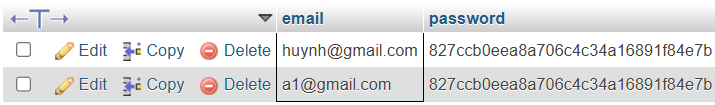 email password
Edit Copy Delete huynh@gmail.com 827ccb0eea8a706c4c34a16891f84e7b
Edit Copy Delete a1@gmail.com 827ccb0eea8a706c4c34a16891f84e7b